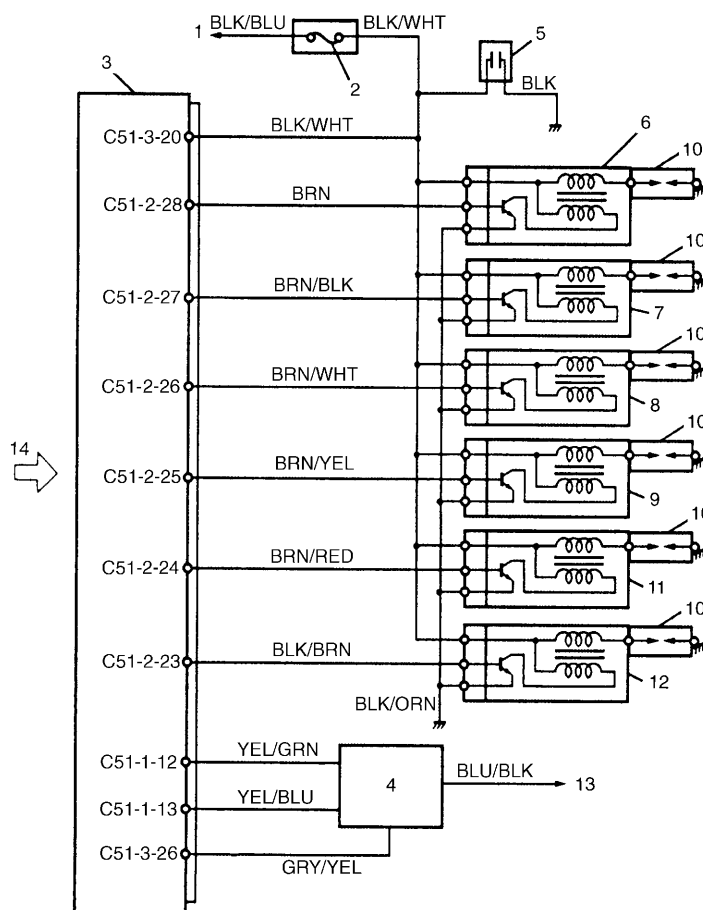 BLK/BLU BLK/WHT
1
2
5
BLK
3
C51-3-20 BLK/WHT
6
10
C51-2-28 BRN
10
C51-2-27 BRN/BLK
7
10
C51-2-26 BRN/WHT
8
10
14
C51-2-25 BRN/YEL
9
10
C51-2-24 BRN/RED
11
10
C51-2-23 BLK/BRN
12
BLK/ORN
C51-1-12 YEL/GRN
4
BLU/BLK 13
C51-1-13 YEL/BLU
C51-3-26 GRY/YEL